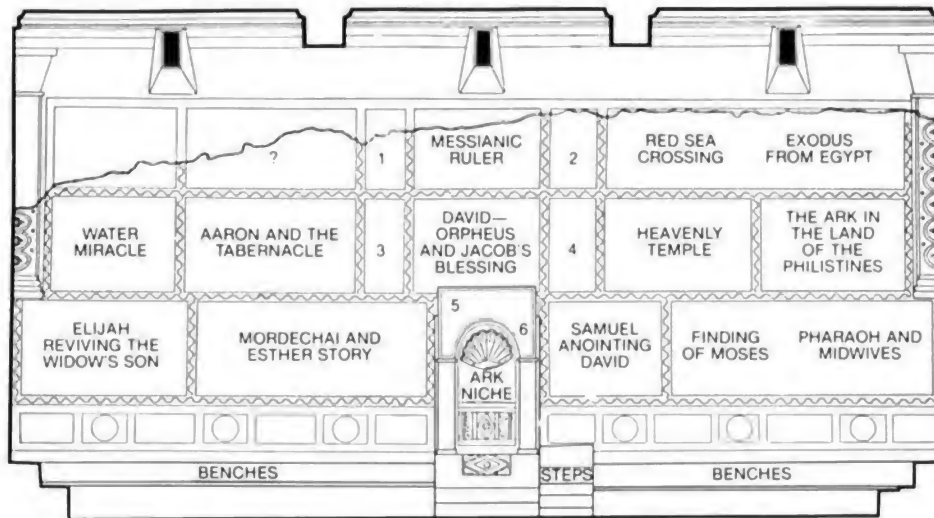 ?
1
MESSIANIC
RULER
2
RED SEA
CROSSING
EXODUS
FROM EGYPT
WATER
MIRACLE
AARON AND THE
TABERNACLE
3
DAVID—
ORPHEUS
AND JACOB'S
BLESSING
4
HEAVENLY
TEMPLE
THE ARK IN
THE LAND
OF THE
PHILISTINES
ELIJAH
REVIVING THE
WIDOW'S SON
MORDECHAI AND
ESTHER STORY
5
6
ARK
NICHE
SAMUEL
ANOINTING
DAVID
FINDING
OF MOSES
PHARAOH AND
MIDWIVES
BENCHES
STEPS
BENCHES